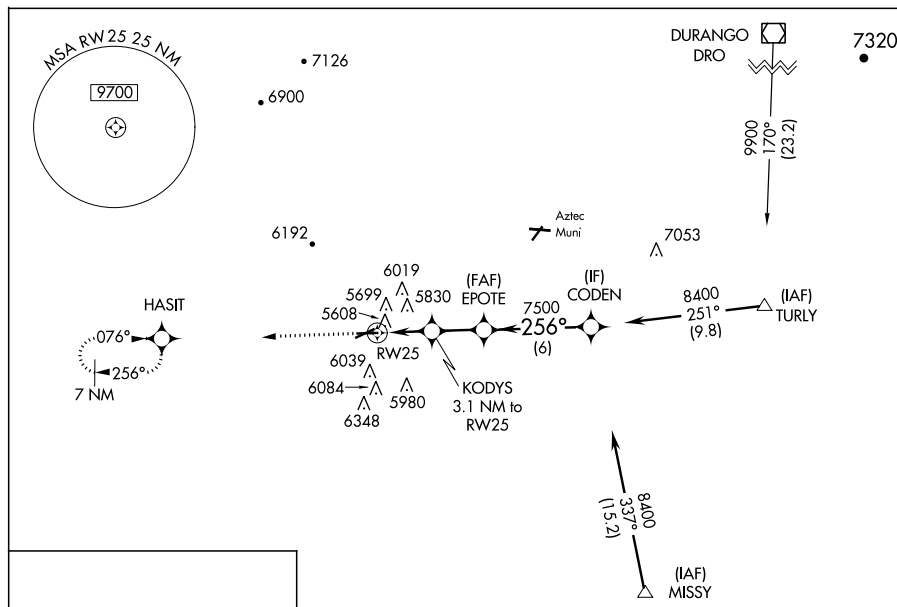 MSA RW25 25 NM
9700
7126
6900
DURANGO
DRO
7320
9900
170°
(23.2)
6192
Aztec
Muni
7053
HASIT
076°
256°
7 NM
6019
5699
5830
5608
RW25
(FAF)
EPOTE
7500
256°
(6)
(IF)
CODEN
8400
251°
(9.8)
(IAF)
TURLY
6039
6084
5980
6348
KODYS
3.1 NM to
RW25
8400
337°
(15.2)
(IAF)
MISSY